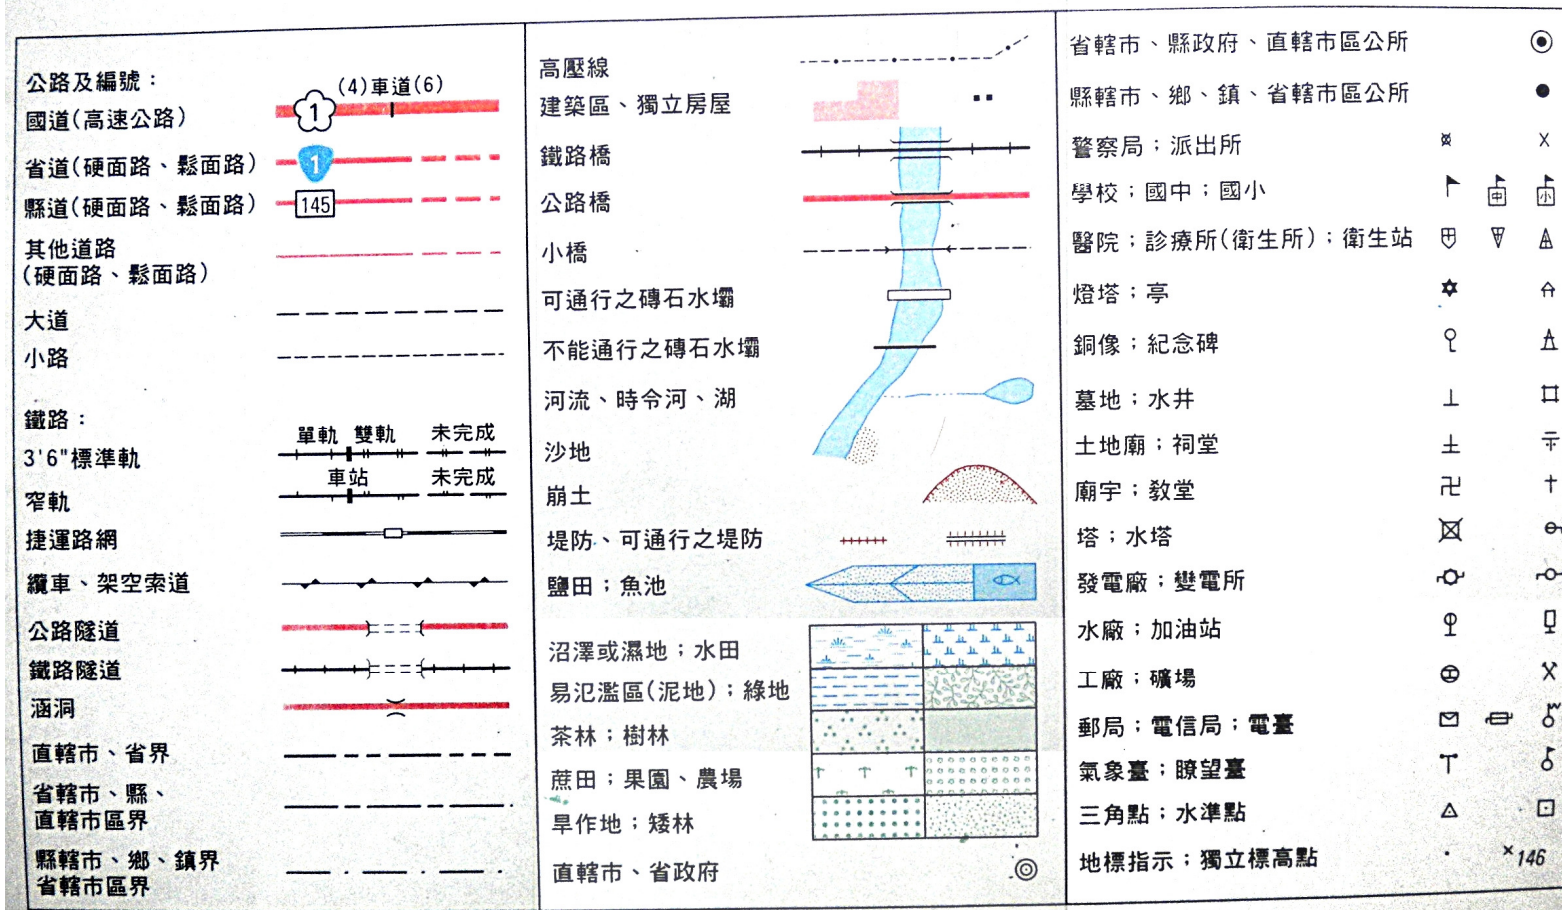 公路及編號：
(4)車道(6)
國道(高速公路)
1
省道(硬面路、鬆面路)
1
縣道(硬面路、鬆面路)
145
其他道路
(硬面路、鬆面路)
大道
小路
鐵路：
單軌 雙軌 未完成
3'6"標準軌
車站 未完成
窄軌
捷運路網
纜車、架空索道
公路隧道
鐵路隧道
涵洞
直轄市、省界
省轄市、縣、
直轄市區界
縣轄市、鄉、鎮界
省轄市區界
高壓線
建築區、獨立房屋
鐵路橋
公路橋
小橋
可通行之磚石水壩
不能通行之磚石水壩
河流、時令河、湖
沙地
崩土
堤防、可通行之堤防
鹽田；魚池
沼澤或濕地；水田
易氾濫區(泥地)；綠地
茶林；樹林
蔗田；果園、農場
旱作地；矮林
直轄市、省政府
省轄市、縣政府、直轄市區公所
縣轄市、鄉、鎮、省轄市區公所
警察局；派出所
學校；國中；國小
中 小
醫院；診療所(衛生所)；衛生站
燈塔；亭
銅像；紀念碑
墓地；水井
土地廟；祠堂
廟宇；教堂
塔；水塔
發電廠；變電所
水廠；加油站
工廠；礦場
郵局；電信局；電臺
氣象臺；瞭望臺
三角點；水準點
地標指示；獨立標高點
146